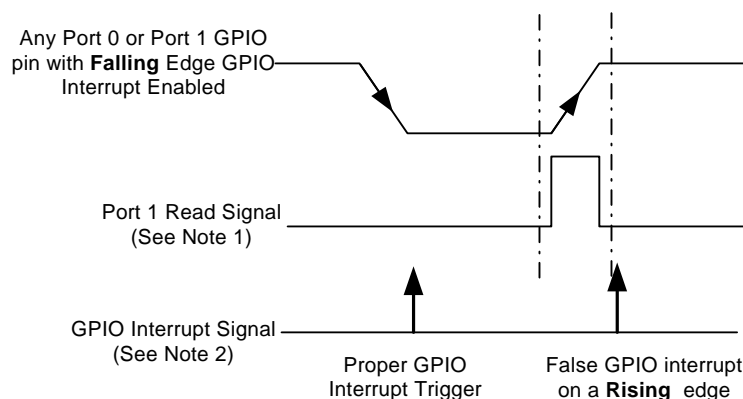 Any Port 0 or Port 1 GPIO
pin with Falling Edge GPIO
Interrupt Enabled
Port 1 Read Signal
(See Note 1)
GPIO Interrupt Signal
(See Note 2)
Proper GPIO
Interrupt Trigger
False GPIO interrupt
on a Rising edge